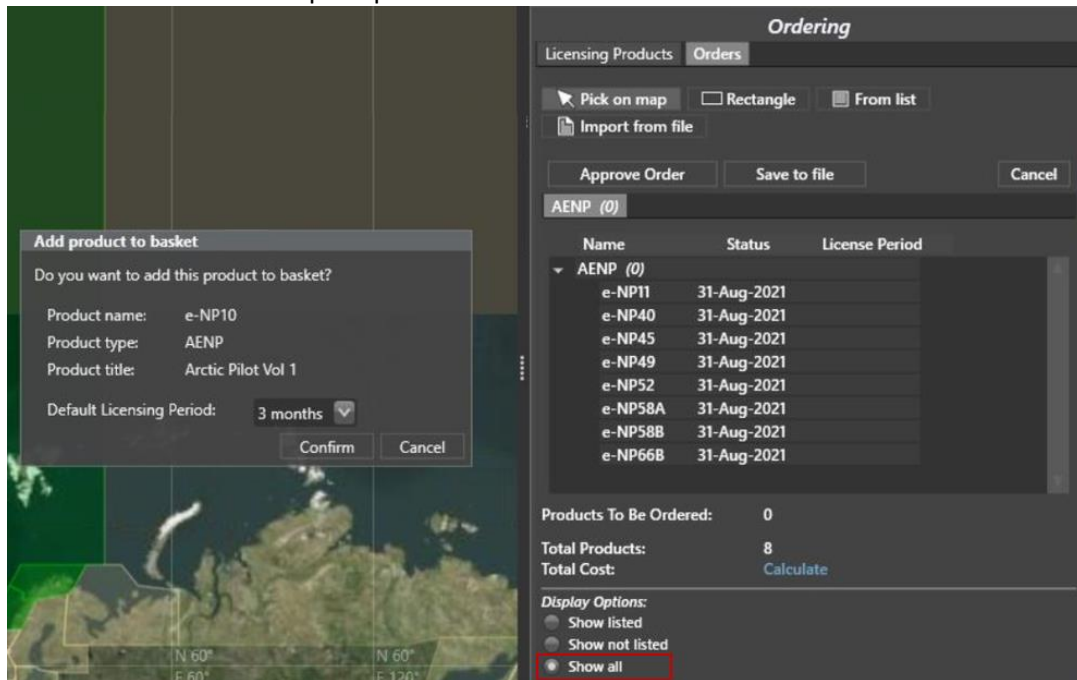 Ordering
Licensing Products Orders
Pick on map Rectangle From list
Import from file
Approve Order Save to file Cancel
AENP (0)
Name Status License Period
AENP (0)
e-NP11 31-Aug-2021
e-NP40 31-Aug-2021
e-NP45 31-Aug-2021
e-NP49 31-Aug-2021
e-NP52 31-Aug-2021
e-NP58A 31-Aug-2021
e-NP58B 31-Aug-2021
e-NP66B 31-Aug-2021
Products To Be Ordered: 0
Total Products: 8
Total Cost: Calculate
Display Options:
Show listed
Show not listed
Show all
Add product to basket
Do you want to add this product to basket?
Product name: e-NP10
Product type: AENP
Product title: Arctic Pilot Vol 1
Default Licensing Period: 3 months
Confirm Cancel
N 60° N 60°
E 60° E 120°